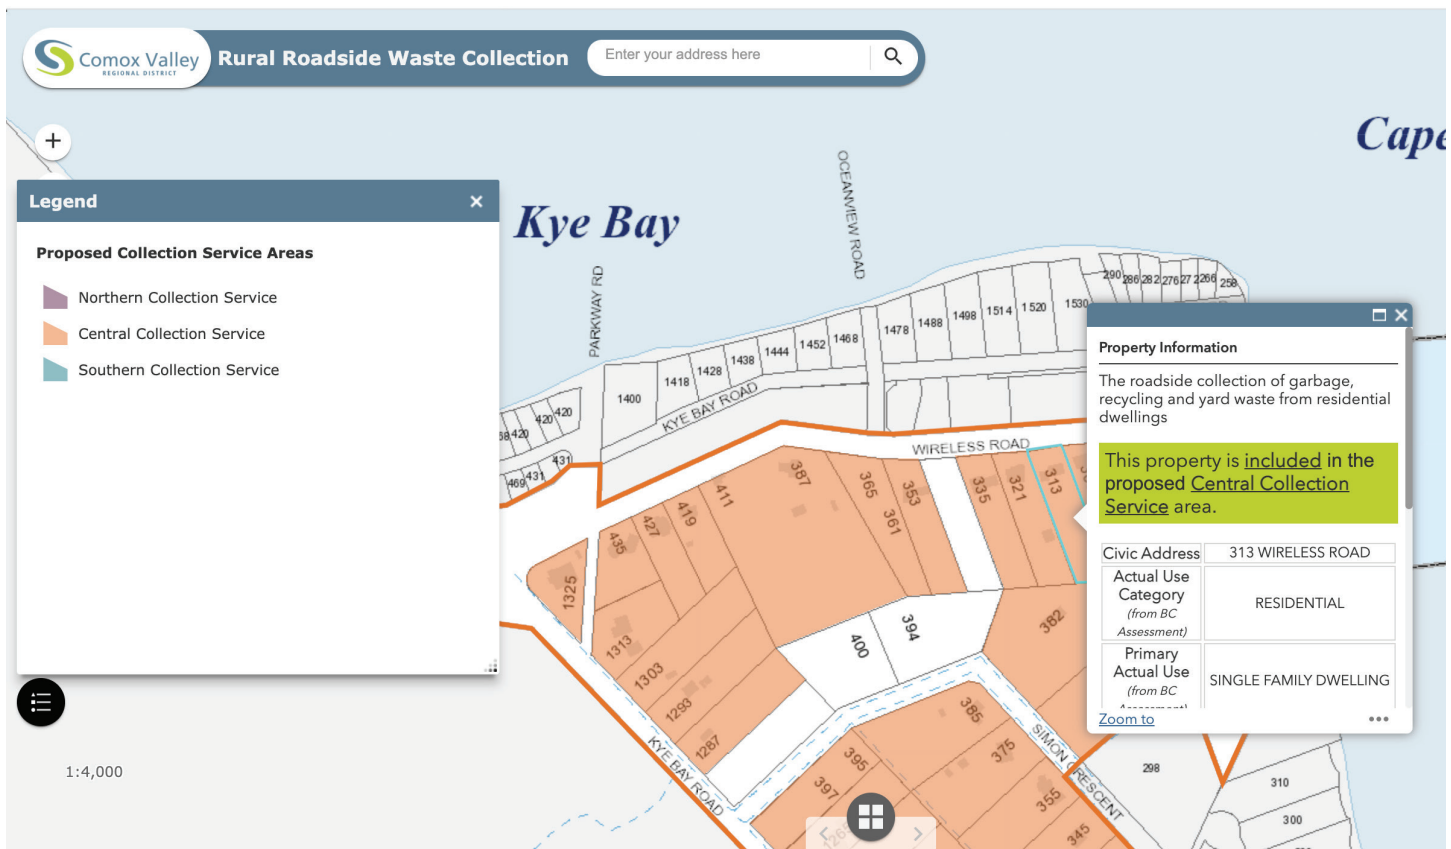 Comox Valley
REGIONAL DISTRICT
Rural Roadside Waste Collection
Enter your address here
Cape
+
Legend
Proposed Collection Service Areas
Northern Collection Service
Central Collection Service
Southern Collection Service
1:4,000
Kye Bay
OCEANVIEW ROAD
PARKWAY RD
290
286
282
276
27 2
266
258
1530
1 520
1514
1498
1488
1478
1468
1452
1444
1438
1428
1418
1400
KYE BAY ROAD
420
420
420
431
431
469
WIRELESS ROAD
387
411
419
427
435
365
353
361
335
321
313
1325
1313
1303
1293
1287
400
394
382
KYE BAY ROAD
385
375
395
397
355
345
SIMON CRESCENT
298
310
300
Property Information
The roadside collection of garbage,
recycling and yard waste from residential
dwellings
This property is included in the
proposed Central Collection
Service area.
Civic Address
313 WIRELESS ROAD
Actual Use
Category
(from BC
Assessment)
RESIDENTIAL
Primary
Actual Use
(from BC
SINGLE FAMILY DWELLING
Zoom to